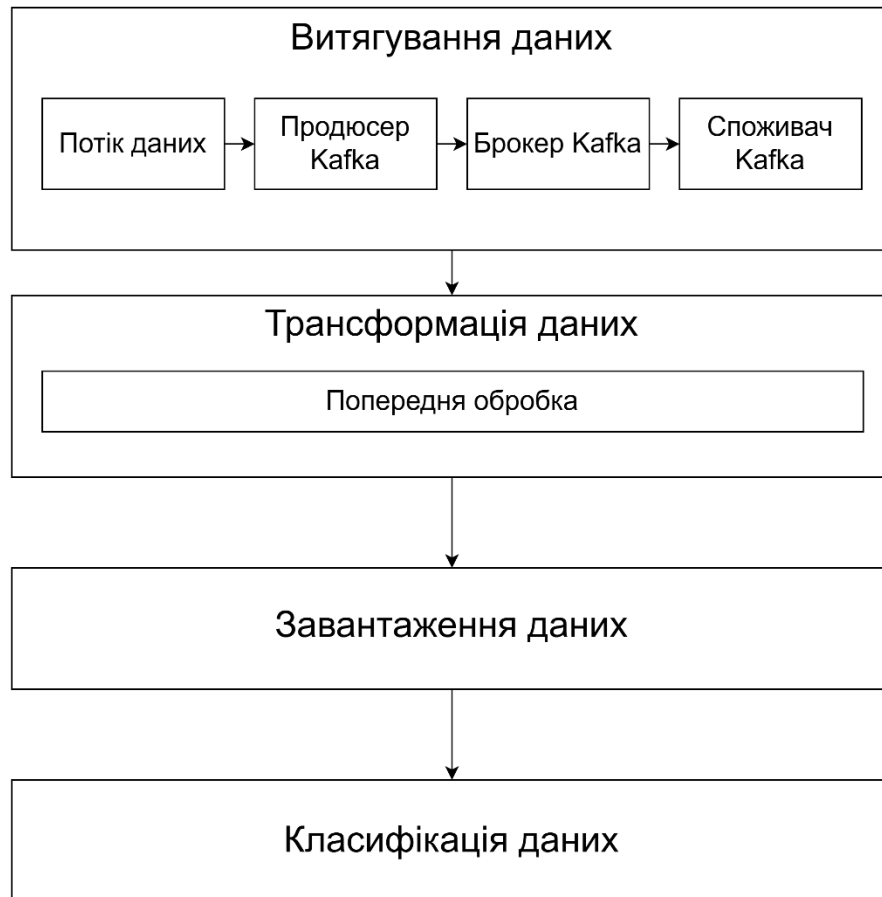 Витягування даних
Потік даних
Продюсер
Kafka
Брокер Kafka
Споживач
Kafka
Трансформація даних
Попередня обробка
Завантаження даних
Класифікація даних